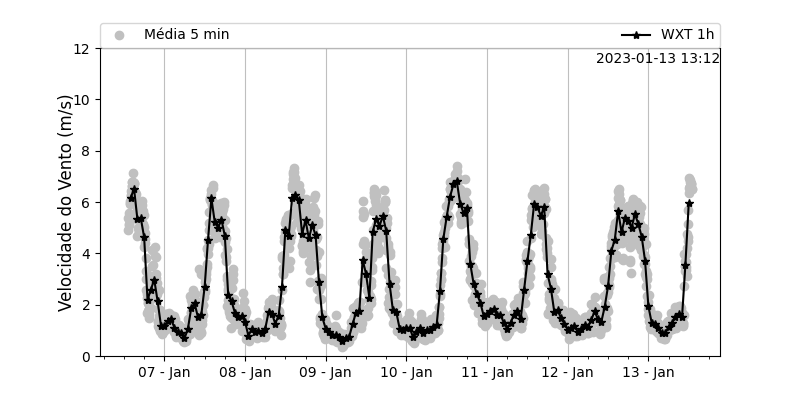 Média 5 min
WXT 1h
2023-01-13 13:12
Velocidade do Vento (m/s)
12
10
8
6
4
2
0
07 - Jan
08 - Jan
09 - Jan
10 - Jan
11 - Jan
12 - Jan
13 - Jan